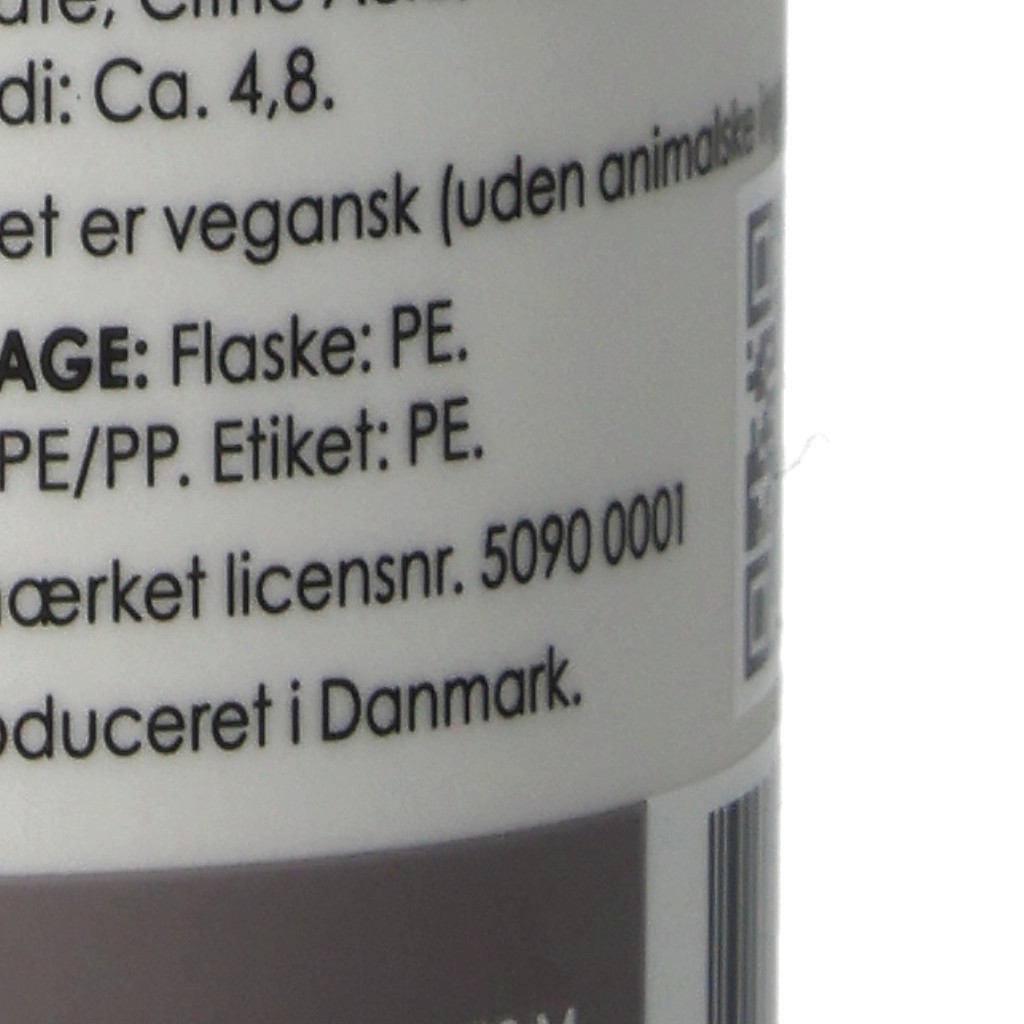 di: Ca. 4,8.
et er vegansk (uden animalske
AGE: Flaske: PE.
PE/PP. Etiket: PE.
ærket licensnr. 5090 0001
oduceret i Danmark.